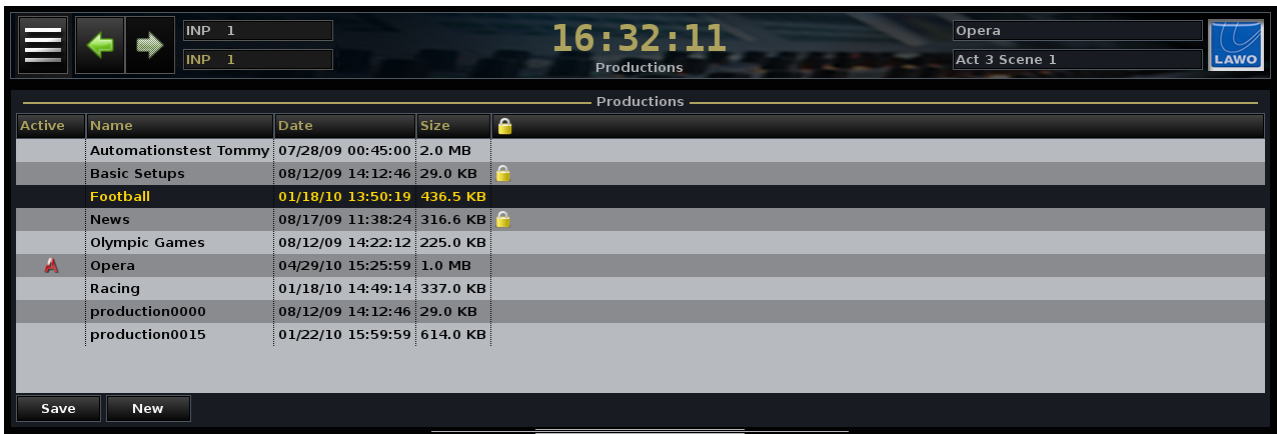 INP 1
INP 1
16:32:11
Productions
Opera
Act 3 Scene 1
LAWO
Productions
Active Name Date Size
Automationstest Tommy 07/28/09 00:45:00 2.0 MB
Basic Setups 08/12/09 14:12:46 29.0 KB
Football 01/18/10 13:50:19 436.5 KB
News 08/17/09 11:38:24 316.6 KB
Olympic Games 08/12/09 14:22:12 225.0 KB
A Opera 04/29/10 15:25:59 1.0 MB
Racing 01/18/10 14:49:14 337.0 KB
production0000 08/12/09 14:12:46 29.0 KB
production0015 01/22/10 15:59:59 614.0 KB
Save New